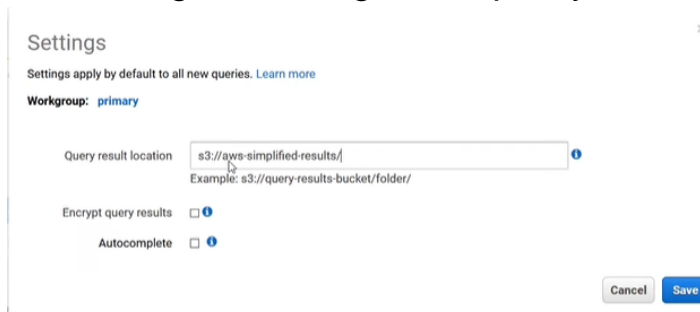 Settings
Settings apply by default to all new queries. Learn more
Workgroup: primary
Query result location s3://aws-simplified-results/
Example: s3://query-results-bucket/folder/
Encrypt query results
Autocomplete
Cancel Save